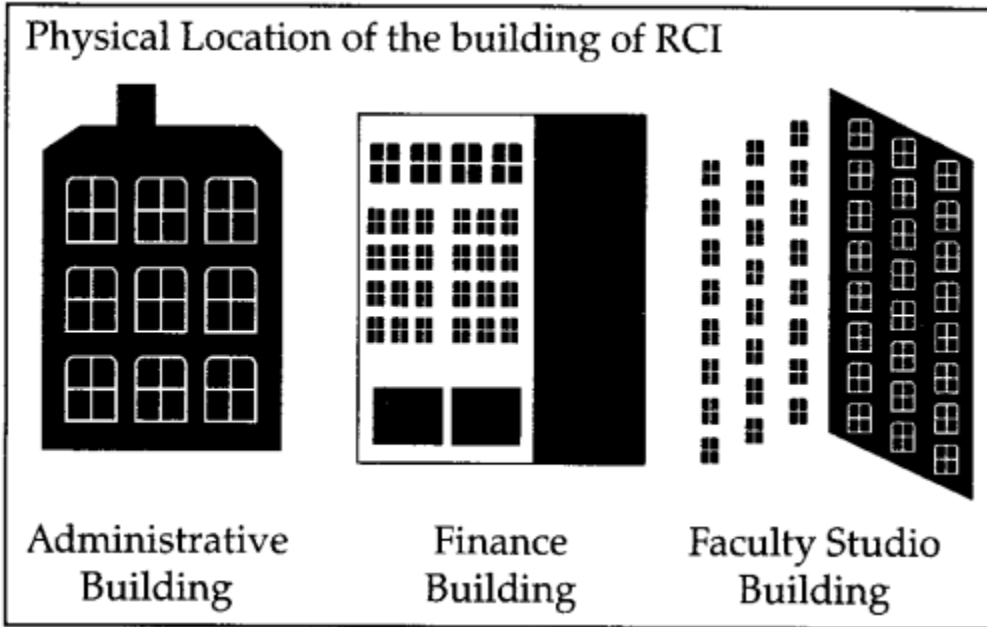 Physical Location of the building of RCI
Administrative
Building
Finance
Building
Faculty Studio
Building